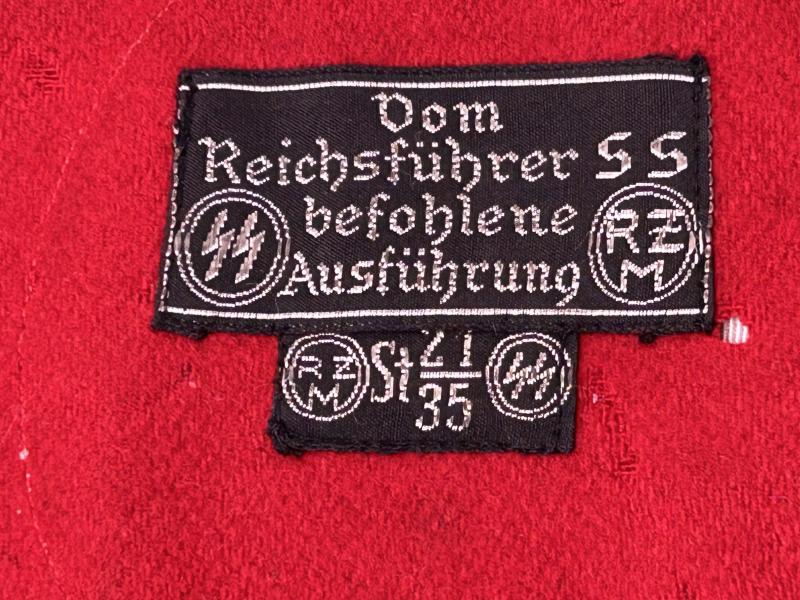 Vom
Reichsführer SS
befohlene
Ausführung
RZM
RZM St 21/35